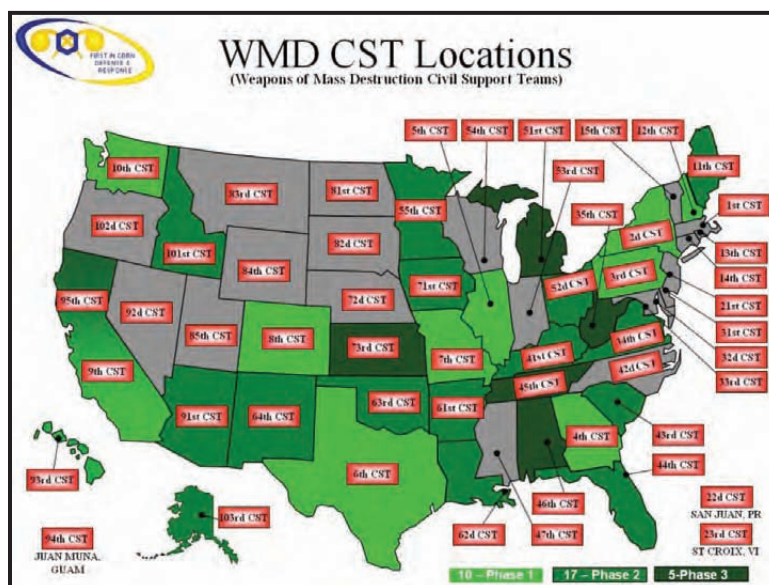 FIRST IN CBRN
DEFENSE &
RESPONSE
WMD CST Locations
(Weapons of Mass Destruction Civil Support Teams)
5th CST
54th CST
51st CST
15th CST
12th CST
11th CST
10th CST
83rd CST
81st CST
53rd CST
55th CST
35th CST
1st CST
102d CST
101st CST
82d CST
2d CST
13th CST
84th CST
14th CST
95th CST
92d CST
72d CST
71st CST
52d CST
3rd CST
21st CST
85th CST
8th CST
73rd CST
7th CST
41st CST
34th CST
31st CST
32d CST
33rd CST
9th CST
42d CST
45th CST
91st CST
64th CST
63rd CST
61st CST
4th CST
43rd CST
6th CST
44th CST
93rd CST
46th CST
22d CST
SAN JUAN, PR
103rd CST
62d CST
47th CST
94th CST
JUAN MUNA,
GUAM
23rd CST
ST CROIX, VI
10 – Phase 1
17 – Phase 2
5-Phase 3